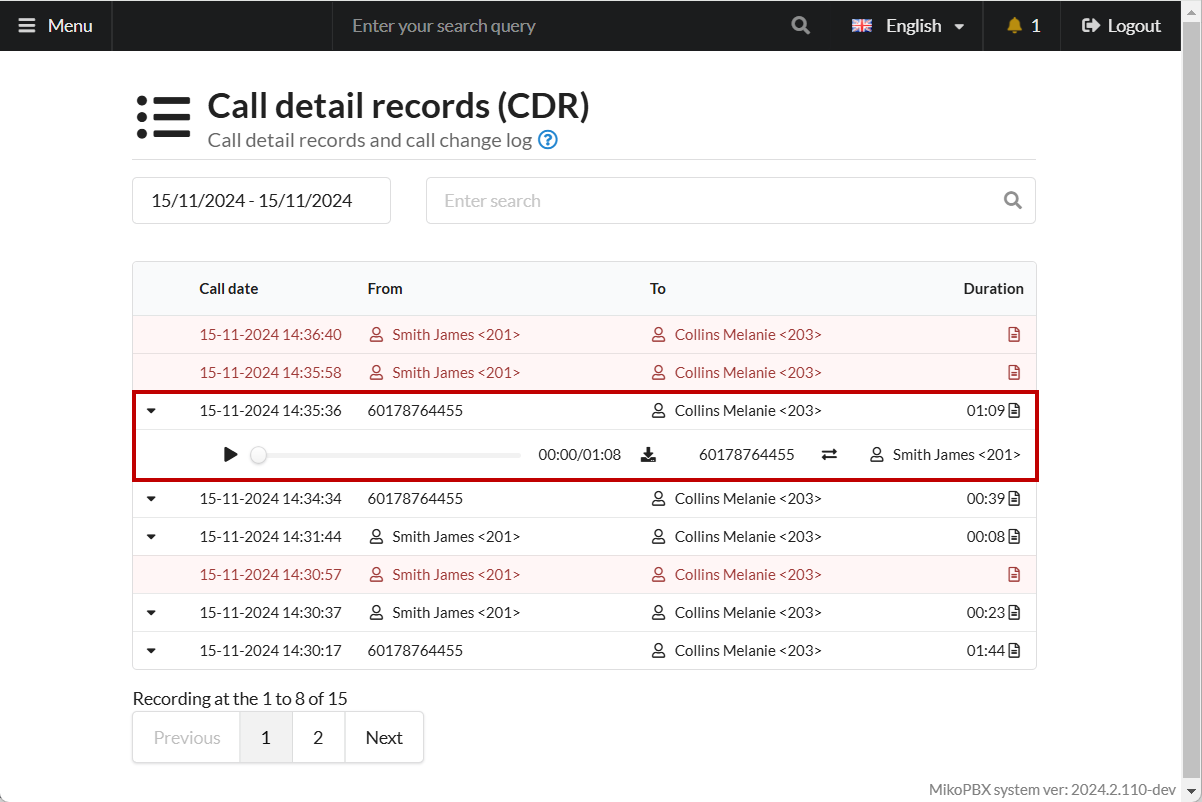 Menu Enter your search query English 1 Logout
Call detail records (CDR)
Call detail records and call change log ?
15/11/2024 - 15/11/2024 Enter search
Call date From To Duration
15-11-2024 14:36:40 Smith James <201> Collins Melanie <203>
15-11-2024 14:35:58 Smith James <201> Collins Melanie <203>
15-11-2024 14:35:36 60178764455 Collins Melanie <203> 01:09
00:00/01:08 60178764455 Smith James <201>
15-11-2024 14:34:34 60178764455 Collins Melanie <203> 00:39
15-11-2024 14:31:44 Smith James <201> Collins Melanie <203> 00:08
15-11-2024 14:30:57 Smith James <201> Collins Melanie <203>
15-11-2024 14:30:37 Smith James <201> Collins Melanie <203> 00:23
15-11-2024 14:30:17 60178764455 Collins Melanie <203> 01:44
Recording at the 1 to 8 of 15
Previous 1 2 Next
MikoPBX system ver: 2024.2.110-dev